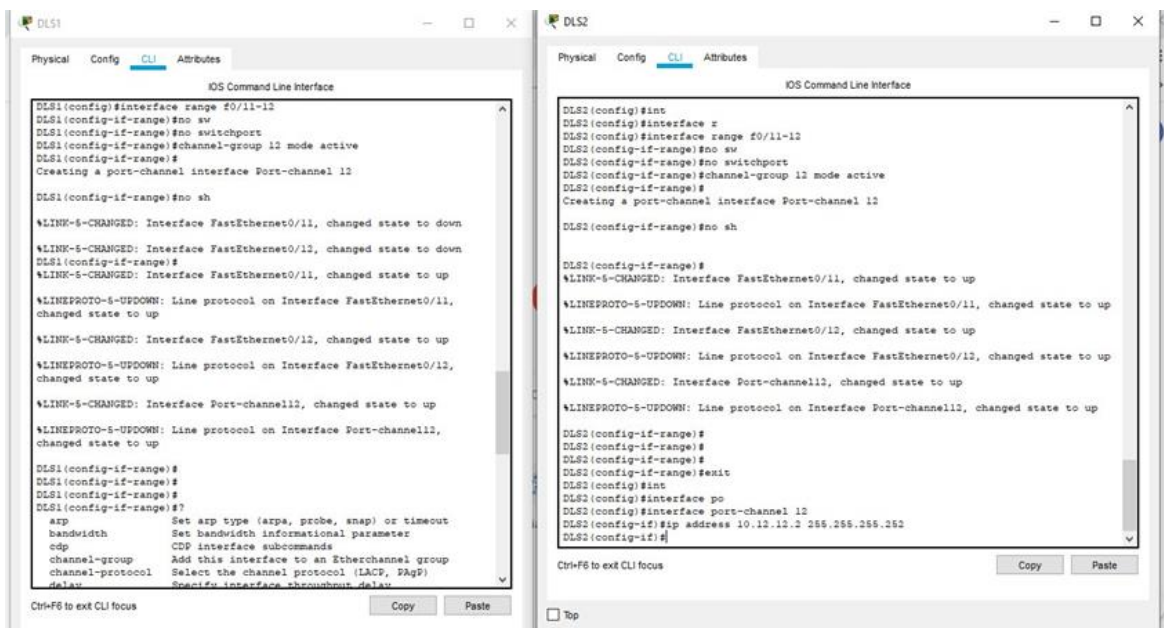 DLS1
Physical Config CLI Attributes
IOS Command Line Interface
DLS1(config)#interface range f0/11-12
DLS1(config-if-range)#no sw
DLS1(config-if-range)#no switchport
DLS1(config-if-range)#channel-group 12 mode active
DLS1(config-if-range)#
Creating a port-channel interface Port-channel 12
DLS1(config-if-range)#no sh
%LINK-5-CHANGED: Interface FastEthernet0/11, changed state to down
%LINK-5-CHANGED: Interface FastEthernet0/12, changed state to down
DLS1(config-if-range)#
%LINK-5-CHANGED: Interface FastEthernet0/11, changed state to up
%LINEPROTO-5-UPDOWN: Line protocol on Interface FastEthernet0/11,
changed state to up
%LINK-5-CHANGED: Interface FastEthernet0/12, changed state to up
%LINEPROTO-5-UPDOWN: Line protocol on Interface FastEthernet0/12,
changed state to up
%LINK-5-CHANGED: Interface Port-channel12, changed state to up
%LINEPROTO-5-UPDOWN: Line protocol on Interface Port-channel12,
changed state to up
DLS1(config-if-range)#
DLS1(config-if-range)#
DLS1(config-if-range)#
DLS1(config-if-range)#?
arp Set arp type (arpa, probe, snap) or timeout
bandwidth Set bandwidth informational parameter
cdp CDP interface subcommands
channel-group Add this interface to an Etherchannel group
channel-protocol Select the channel protocol (LACP, PAgP)
delay Specify interface throughput delay
Ctrl+F6 to exit CLI focus
Copy Paste
DLS2
Physical Config CLI Attributes
IOS Command Line Interface
DLS2(config)#int
DLS2(config)#interface r
DLS2(config)#interface range f0/11-12
DLS2(config-if-range)#no sw
DLS2(config-if-range)#no switchport
DLS2(config-if-range)#channel-group 12 mode active
DLS2(config-if-range)#
Creating a port-channel interface Port-channel 12
DLS2(config-if-range)#no sh
DLS2(config-if-range)#
%LINK-5-CHANGED: Interface FastEthernet0/11, changed state to up
%LINEPROTO-5-UPDOWN: Line protocol on Interface FastEthernet0/11, changed state to up
%LINK-5-CHANGED: Interface FastEthernet0/12, changed state to up
%LINEPROTO-5-UPDOWN: Line protocol on Interface FastEthernet0/12, changed state to up
%LINK-5-CHANGED: Interface Port-channel12, changed state to up
%LINEPROTO-5-UPDOWN: Line protocol on Interface Port-channel12, changed state to up
DLS2(config-if-range)#
DLS2(config-if-range)#
DLS2(config-if-range)#
DLS2(config-if-range)#exit
DLS2(config)#int
DLS2(config)#interface po
DLS2(config)#interface port-channel 12
DLS2(config-if)#ip address 10.12.12.2 255.255.255.252
DLS2(config-if)#
Ctrl+F6 to exit CLI focus
Copy Paste
Top